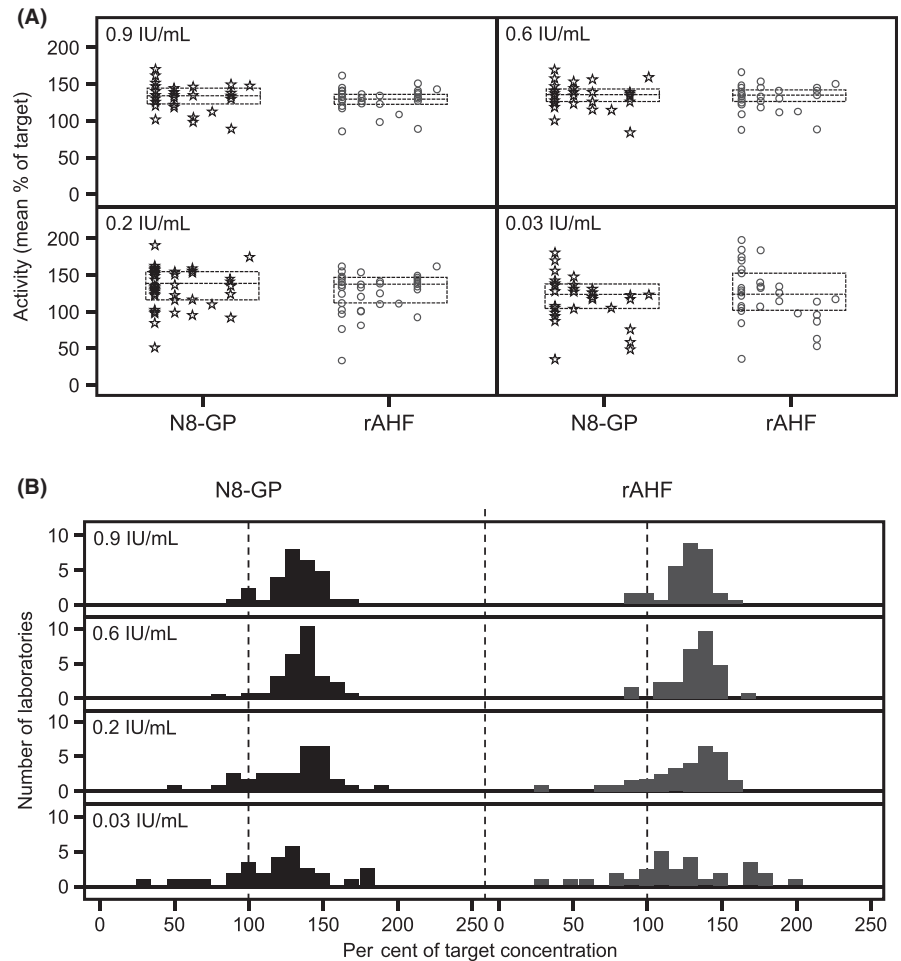 (A)
0.9 IU/mL
0.6 IU/mL
200
150
100
50
0
0.2 IU/mL
0.03 IU/mL
200
150
100
50
0
Activity (mean % of target)
N8-GP
rAHF
N8-GP
rAHF
(B)
N8-GP
rAHF
0.9 IU/mL
10
5
0
0.6 IU/mL
10
5
0
0.2 IU/mL
10
5
0
0.03 IU/mL
10
5
0
Number of laboratories
0 50 100 150 200 250 0 50 100 150 200 250
Per cent of target concentration